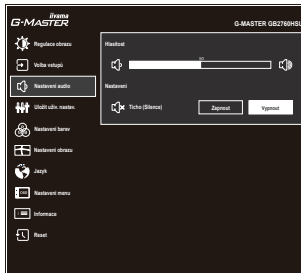 iiyama
G-MASTER
G-MASTER GB2760HSU
Regulace obrazu
Volba vstupů
Nastavení audio
Uložit uživ. nastav.
Nastavení barev
Nastavení obrazu
Jazyk
OSD Nastavení menu
Informace
Reset
Hlasitost
50
Nastavení
Ticho (Silence)
Zapnout
Vypnout